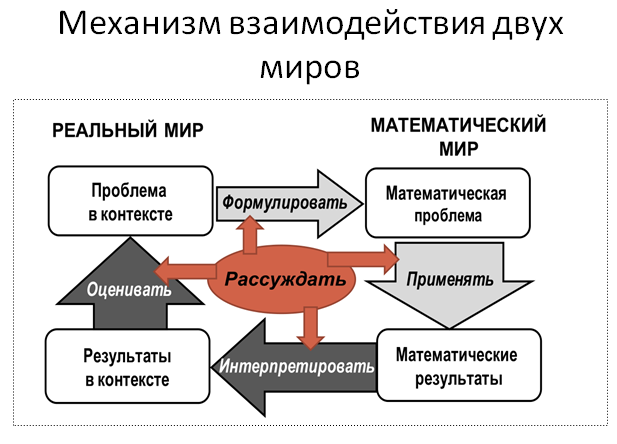 Механизм взаимодействия двух
миров
РЕАЛЬНЫЙ МИР
МАТЕМАТИЧЕСКИЙ
МИР
Проблема
в контексте
Формулировать
Математическая
проблема
Рассуждать
Оценивать
Применять
Результаты
в контексте
Интерпретировать
Математические
результаты